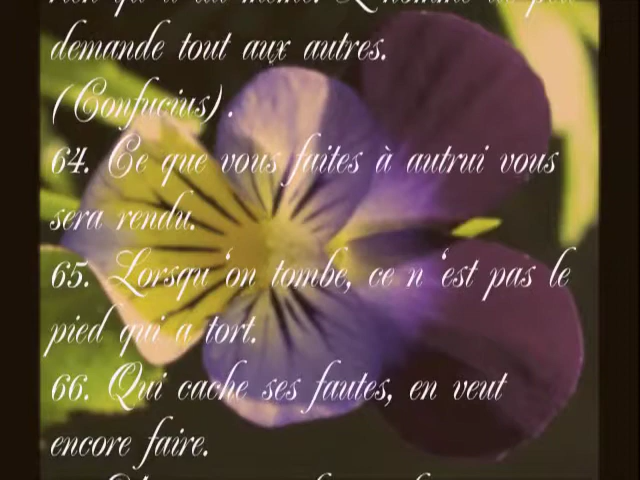 demande tout aux autres.
(Confucius).
64. Ce que vous faites à autrui vous
sera rendu.
65. Lorsqu 'on tombe, ce n 'est pas le
pied qui a tort.
66. Qui cache ses fautes, en veut
encore faire.